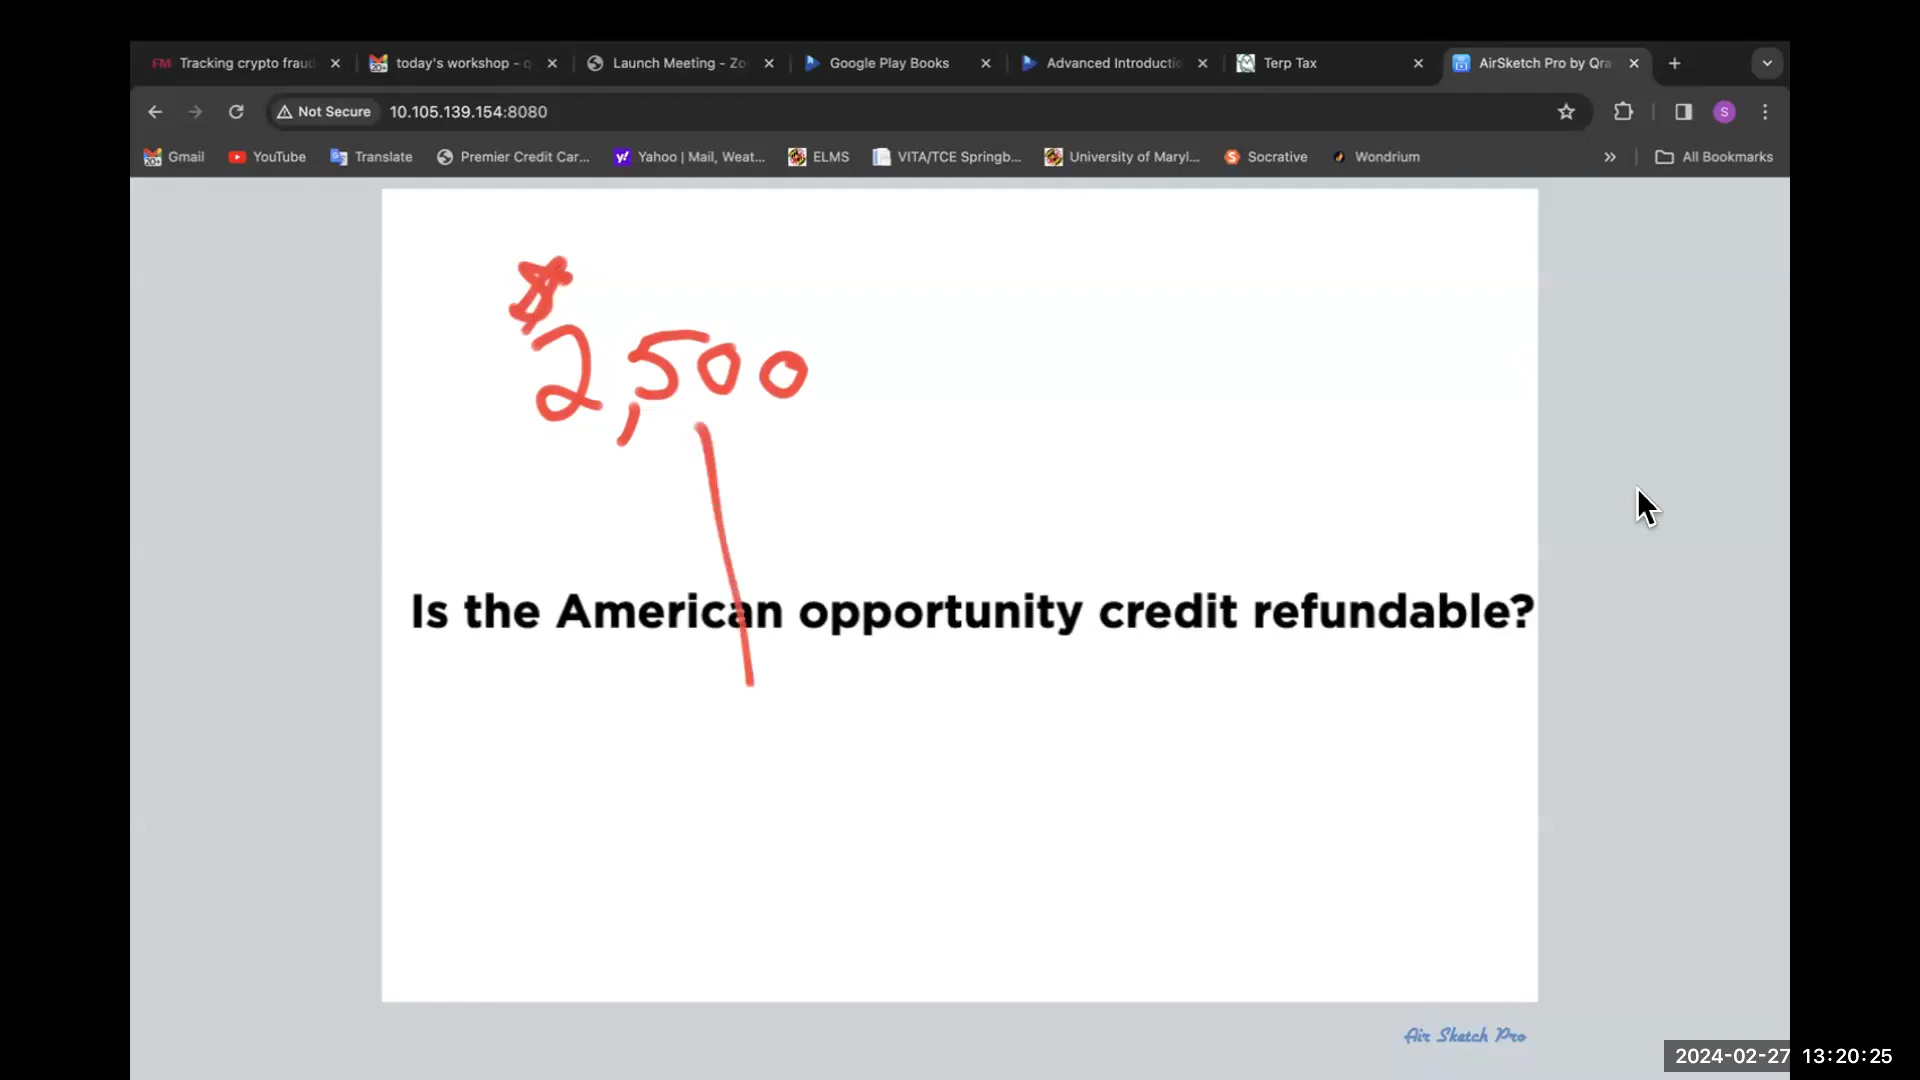 Tracking crypto fraud
today's workshop - q
Launch Meeting - Zo
Google Play Books
Advanced Introductio
Terp Tax
AirSketch Pro by Qra
Not Secure 10.105.139.154:8080
S
Gmail YouTube Translate Premier Credit Car... Yahoo | Mail, Weat... ELMS VITA/TCE Springb... University of Maryl... Socrative Wondrium » All Bookmarks
$
2,500
Is the American opportunity credit refundable?
Air Sketch Pro
2024-02-27 13:20:25